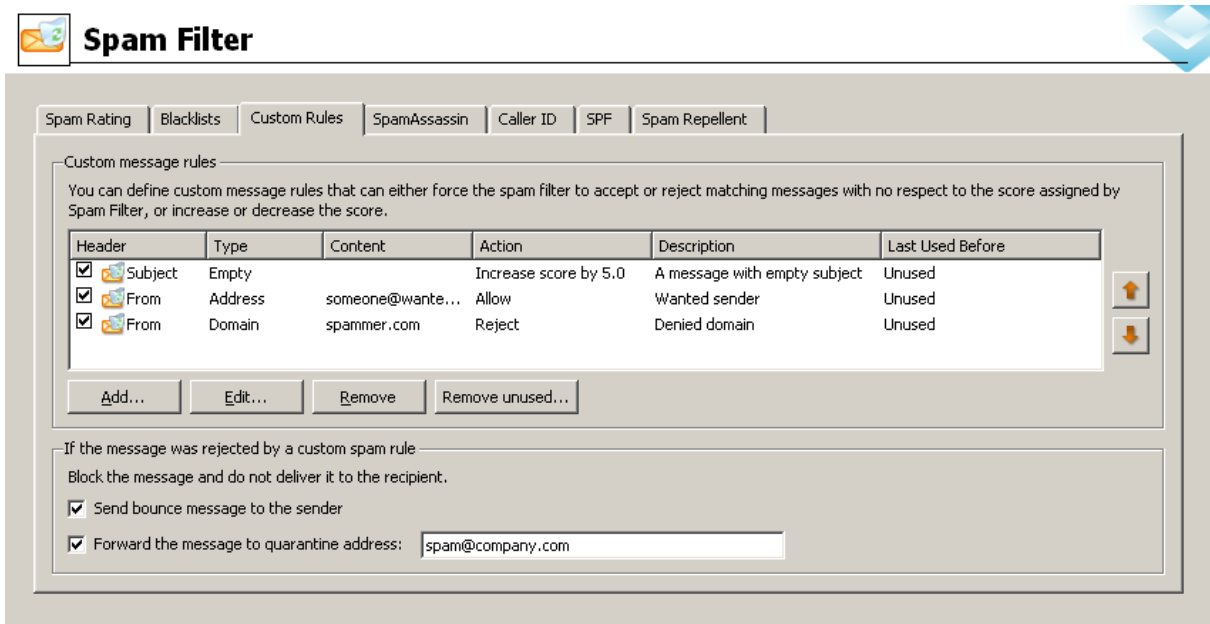 Spam Filter
Spam Rating Blacklists Custom Rules SpamAssassin Caller ID SPF Spam Repellent
Custom message rules
You can define custom message rules that can either force the spam filter to accept or reject matching messages with no respect to the score assigned by
Spam Filter, or increase or decrease the score.
Header Type Content Action Description Last Used Before
Subject Empty Increase score by 5.0 A message with empty subject Unused
From Address someone@wante... Allow Wanted sender Unused
From Domain spammer.com Reject Denied domain Unused
Add... Edit... Remove Remove unused...
If the message was rejected by a custom spam rule
Block the message and do not deliver it to the recipient.
Send bounce message to the sender
Forward the message to quarantine address: spam@company.com